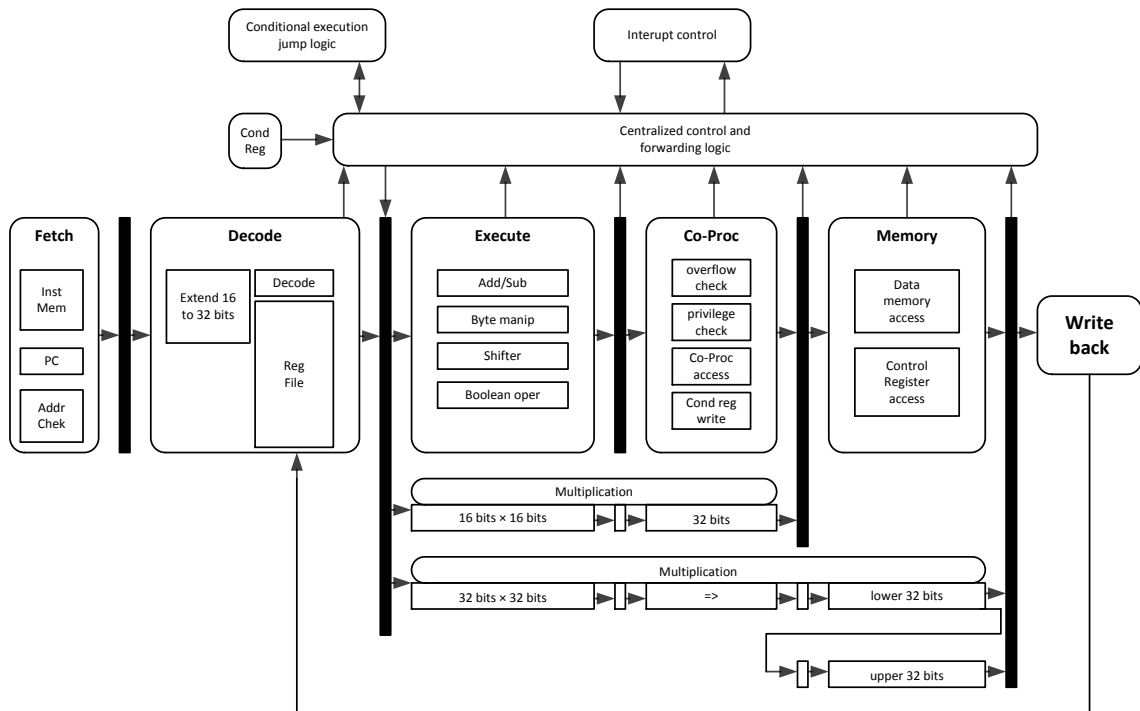 Conditional execution
jump logic
Interupt control
Cond
Reg
Centralized control and
forwarding logic
Fetch
Inst
Mem
PC
Addr
Chek
Decode
Extend 16
to 32 bits
Decode
Reg
File
Execute
Add/Sub
Byte manip
Shifter
Boolean oper
Co-Proc
overflow
check
privilege
check
Co-Proc
access
Cond reg
write
Memory
Data
memory
access
Control
Register
access
Write
back
Multiplication
16 bits × 16 bits
32 bits
Multiplication
32 bits × 32 bits
=>
lower 32 bits
upper 32 bits